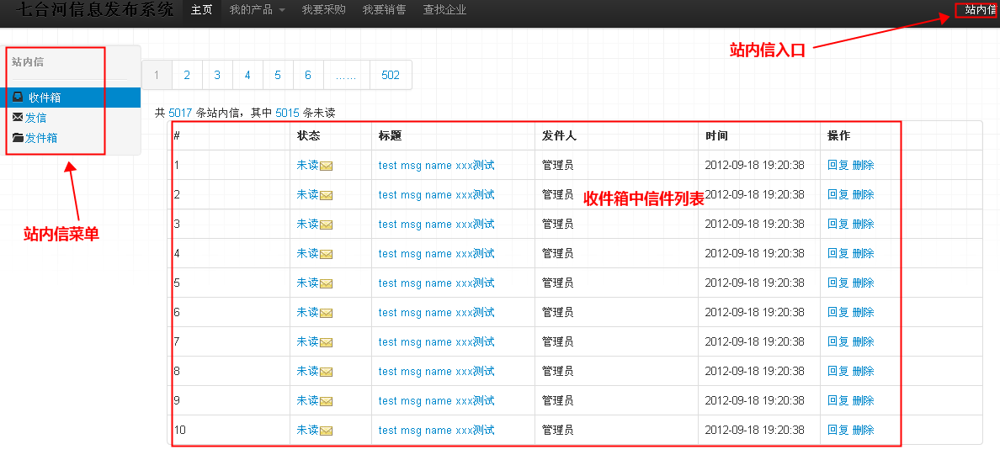 七台河信息发布系统 主页 我的产品 我要采购 我要销售 查找企业 站内信
站内信入口
站内信
收件箱
发信
发件箱
站内信菜单
1 2 3 4 5 6 …… 502
共 5017 条站内信，其中 5015 条未读
# 状态 标题 发件人 时间 操作
1 未读 test msg name xxx测试 管理员 2012-09-18 19:20:38 回复 删除
2 未读 test msg name xxx测试 管理员 2012-09-18 19:20:38 回复 删除
收件箱中信件列表
3 未读 test msg name xxx测试 管理员 2012-09-18 19:20:38 回复 删除
4 未读 test msg name xxx测试 管理员 2012-09-18 19:20:38 回复 删除
5 未读 test msg name xxx测试 管理员 2012-09-18 19:20:38 回复 删除
6 未读 test msg name xxx测试 管理员 2012-09-18 19:20:38 回复 删除
7 未读 test msg name xxx测试 管理员 2012-09-18 19:20:38 回复 删除
8 未读 test msg name xxx测试 管理员 2012-09-18 19:20:38 回复 删除
9 未读 test msg name xxx测试 管理员 2012-09-18 19:20:38 回复 删除
10 未读 test msg name xxx测试 管理员 2012-09-18 19:20:38 回复 删除